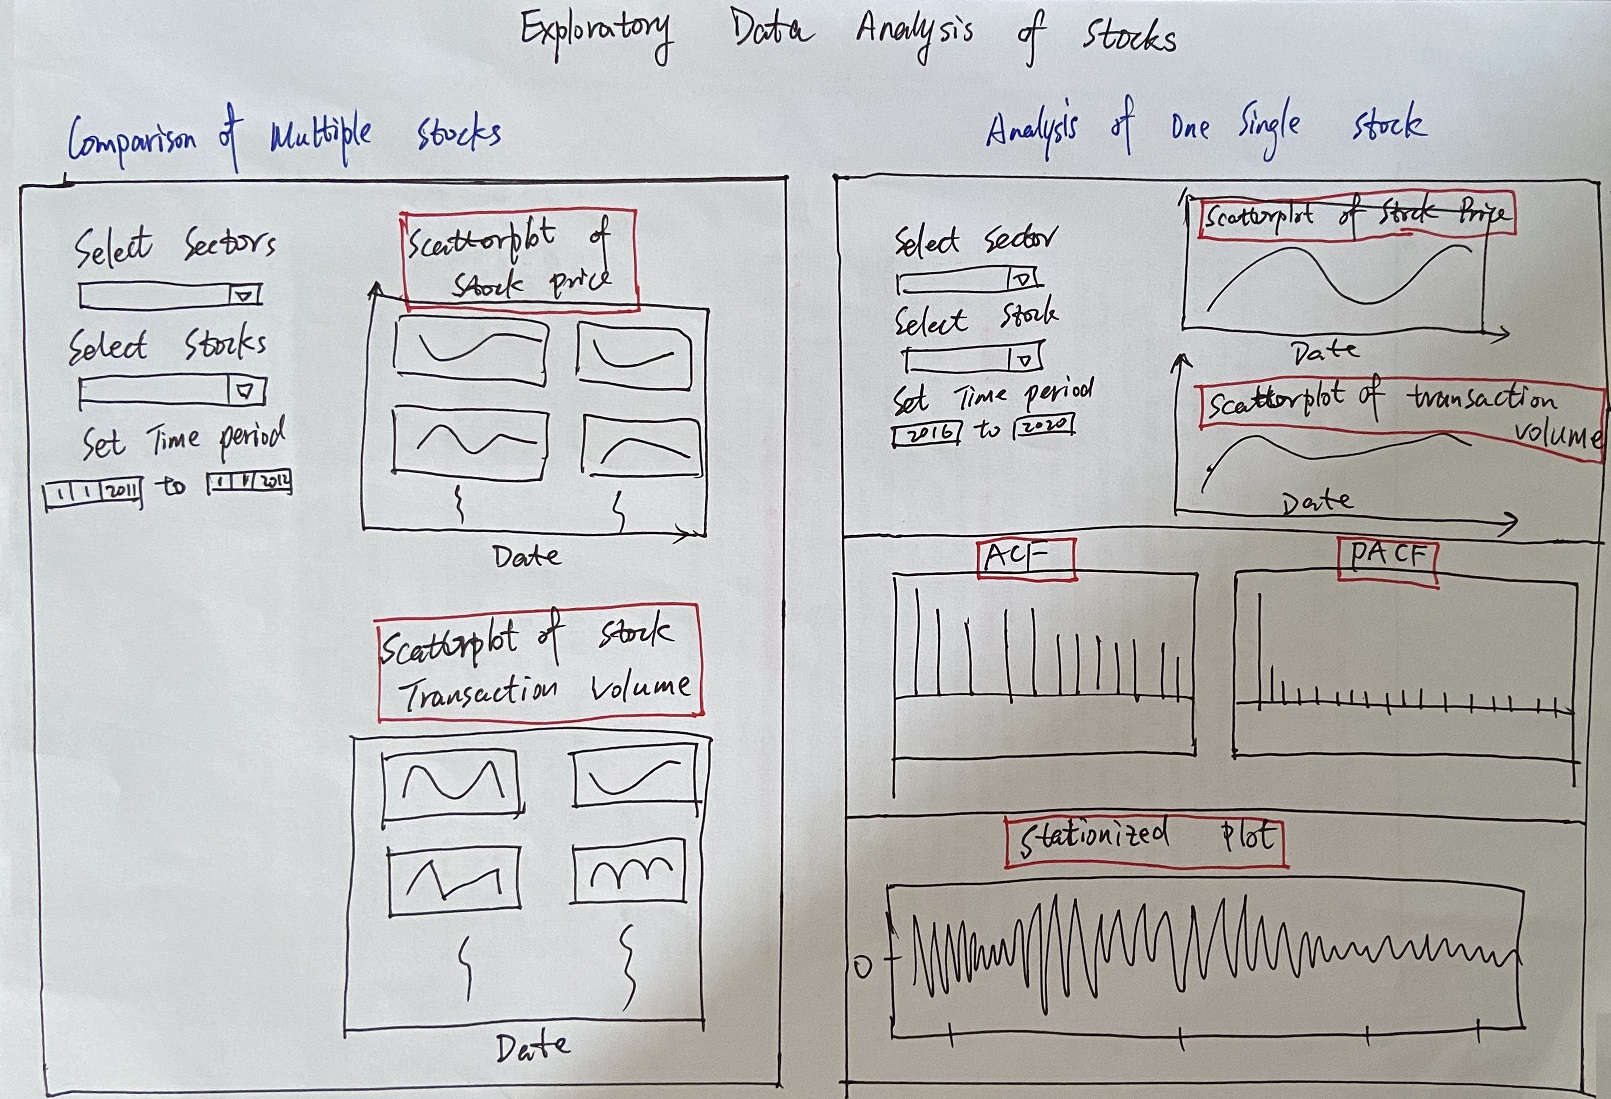 Exploratory Data Analysis of Stocks
Comparison of Multiple Stocks
Select Sectors
Select Stocks
Set Time period
1 1 2011 to 1 1 2012
Scatterplot of
Stock price
Date
Scatterplot of Stock
Transaction Volume
Date
Analysis of One Single Stock
Select Sector
Select Stock
Set Time period
2016 to 2020
Scatterplot of Stock Price
Date
Scatterplot of transaction
volume
Date
ACF
PACF
Stationized Plot
0